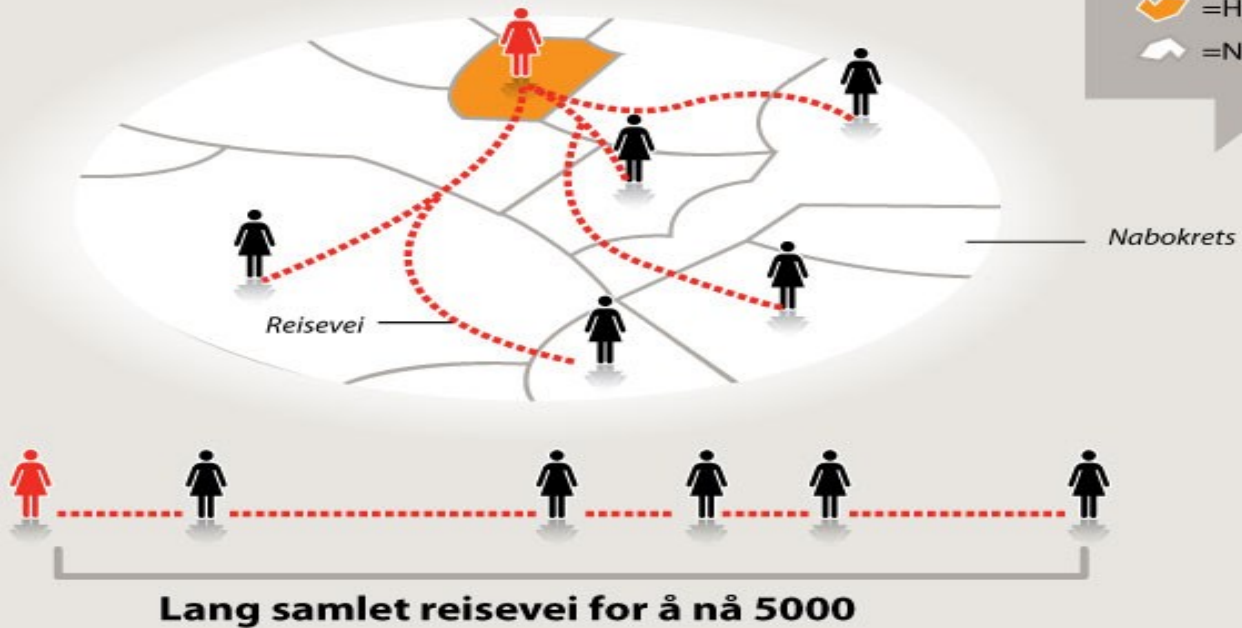 =H
=N
Nabokrets
Reisevei
Lang samlet reisevei for å nå 5000